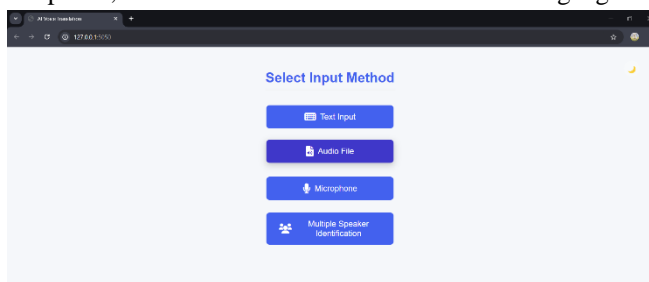 AI Voice Translation
127.0.0.1:5050
Select Input Method
Text Input
Audio File
Microphone
Multiple Speaker
Identification